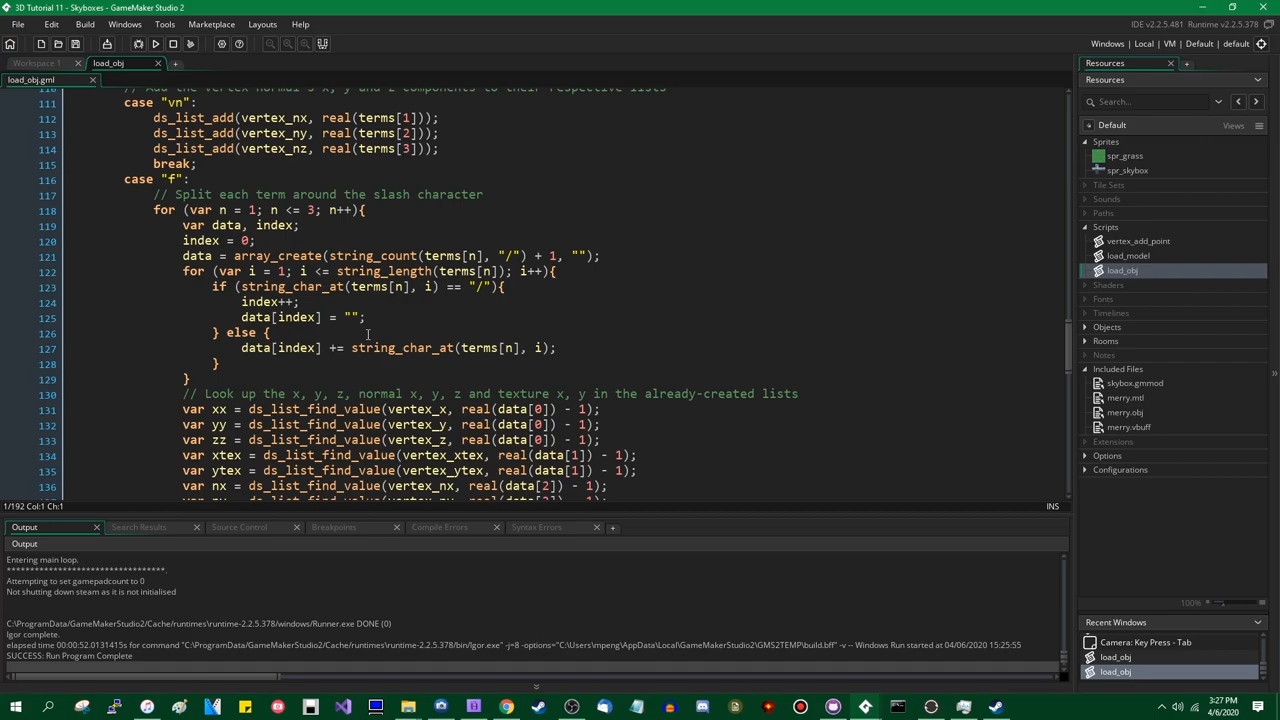 3D Tutorial 11 - Skyboxes - GameMaker Studio 2
File Edit Build Windows Tools Marketplace Layouts Help
IDE v2.2.5.481 Runtime v2.2.5.378
Windows | Local | VM | Default | default
Workspace 1 load_obj
load_obj.gml
110 // Add the vertex normal's x, y and z components to their respective lists
111 case "vn":
112 ds_list_add(vertex_nx, real(terms[1]));
113 ds_list_add(vertex_ny, real(terms[2]));
114 ds_list_add(vertex_nz, real(terms[3]));
115 break;
116 case "f":
117 // Split each term around the slash character
118 for (var n = 1; n <= 3; n++){
119 var data, index;
120 index = 0;
121 data = array_create(string_count(terms[n], "/") + 1, "");
122 for (var i = 1; i <= string_length(terms[n]); i++){
123 if (string_char_at(terms[n], i) == "/"){
124 index++;
125 data[index] = "";
126 } else {
127 data[index] += string_char_at(terms[n], i);
128 }
129 }
130 // Look up the x, y, z, normal x, y, z and texture x, y in the already-created lists
131 var xx = ds_list_find_value(vertex_x, real(data[0]) - 1);
132 var yy = ds_list_find_value(vertex_y, real(data[0]) - 1);
133 var zz = ds_list_find_value(vertex_z, real(data[0]) - 1);
134 var xtex = ds_list_find_value(vertex_xtex, real(data[1]) - 1);
135 var ytex = ds_list_find_value(vertex_ytex, real(data[1]) - 1);
136 var nx = ds_list_find_value(vertex_nx, real(data[2]) - 1);
1/192 Col:1 Ch:1 INS
Output Search Results Source Control Breakpoints Compile Errors Syntax Errors
Output
Entering main loop.
**********************************.
Attempting to set gamepadcount to 0
Not shutting down steam as it is not initialised
C:\ProgramData/GameMakerStudio2/Cache/runtimes\runtime-2.2.5.378/windows/Runner.exe DONE (0)
Igor complete.
elapsed time 00:00:52.0131415s for command "C:\ProgramData/GameMakerStudio2/Cache/runtimes\runtime-2.2.5.378/bin/Igor.exe" -j=8 -options="C:\Users\mpeng\AppData\Local\GameMakerStudio2\GMS2TEMP\build.bff" -v -- Windows Run started at 04/06/2020 15:25:55
SUCCESS: Run Program Complete
Resources
Resources
Search...
Default Views
Sprites
spr_grass
spr_skybox
Tile Sets
Sounds
Paths
Scripts
vertex_add_point
load_model
load_obj
Shaders
Fonts
Timelines
Objects
Rooms
Notes
Included Files
skybox.gmmod
merry.mtl
merry.obj
merry.vbuff
Extensions
Options
Configurations
100%
Recent Windows
Camera: Key Press - Tab
load_obj
load_obj
3:27 PM
4/6/2020